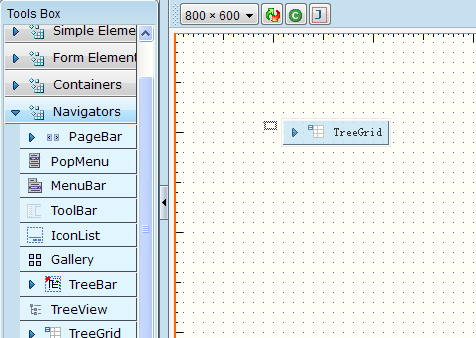 Tools Box
800 × 600
C
J
Simple Eleme
Form Element
Containers
Navigators
PageBar
PopMenu
MenuBar
ToolBar
IconList
Gallery
TreeBar
TreeView
TreeGrid
TreeGrid